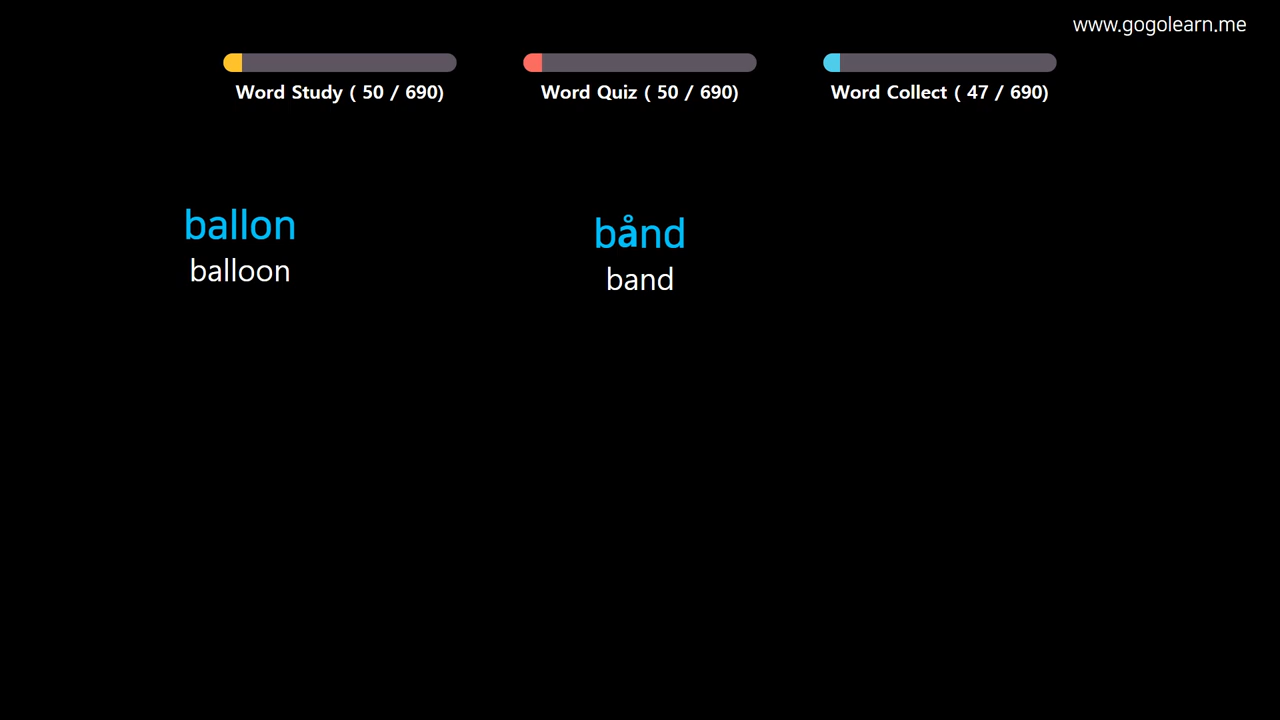 www.gogolearn.me
Word Study ( 50 / 690)
Word Quiz ( 50 / 690)
Word Collect ( 47 / 690)
ballon
balloon
bånd
band